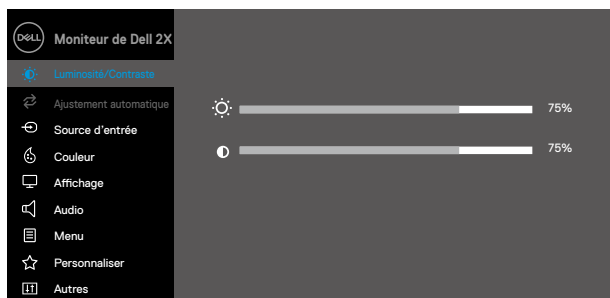 DELL Moniteur de Dell 2X
Luminosité/Contraste
Ajustement automatique
75%
Source d'entrée
Couleur
75%
Affichage
Audio
Menu
Personnaliser
Autres